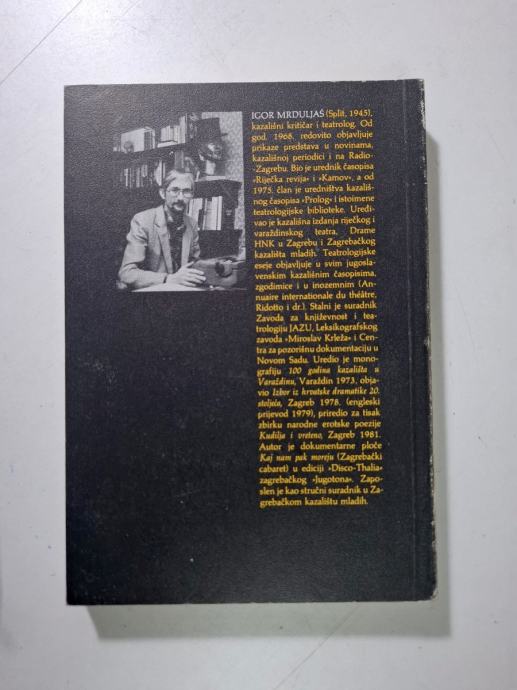 IGOR MRDULJAŠ (Split, 1945),
kazališni kritičar i teatrolog. Od
god. 1968. redovito objavljuje
prikaze predstava u novinama,
kazališnoj periodici i na Radio-
-Zagrebu. Bio je urednik časopisa
»Riječka revija« i »Kamov«, a od
1975. član je uredništva kazališ-
nog časopisa »Prolog« i istoimene
teatrologijske biblioteke. Uređi-
vao je kazališna izdanja riječkog i
varaždinskog teatra, Drame
HNK u Zagrebu i Zagrebačkog
kazališta mladih. Teatrologijske
eseje objavljuje u svim jugosla-
venskim kazališnim časopisima,
zgodimice i u inozemnim (An-
nuaire internationale du théâtre,
Ridotto i dr.). Stalni je suradnik
Zavoda za književnost i tea-
trologiju JAZU, Leksikografskog
zavoda »Miroslav Krleža« i Cen-
tra za pozorišnu dokumentaciju u
Novom Sadu. Uredio je mono-
grafiju 100 godina kazališta u
Varaždinu, Varaždin 1973, obja-
vio Izbor iz hrvatske dramatike 20.
stoljeća, Zagreb 1978. (engleski
prijevod 1979), priredio za tisak
zbirku narodne erotske poezije
Kudilja i vreteno, Zagreb 1981.
Autor je dokumentarne ploče
Kaj nam pak moreju (Zagrebački
cabaret) u ediciji »Disco-Thalia«
zagrebačkog »Jugotona«. Zapo-
slen je kao stručni suradnik u Za-
grebačkom kazalištu mladih.